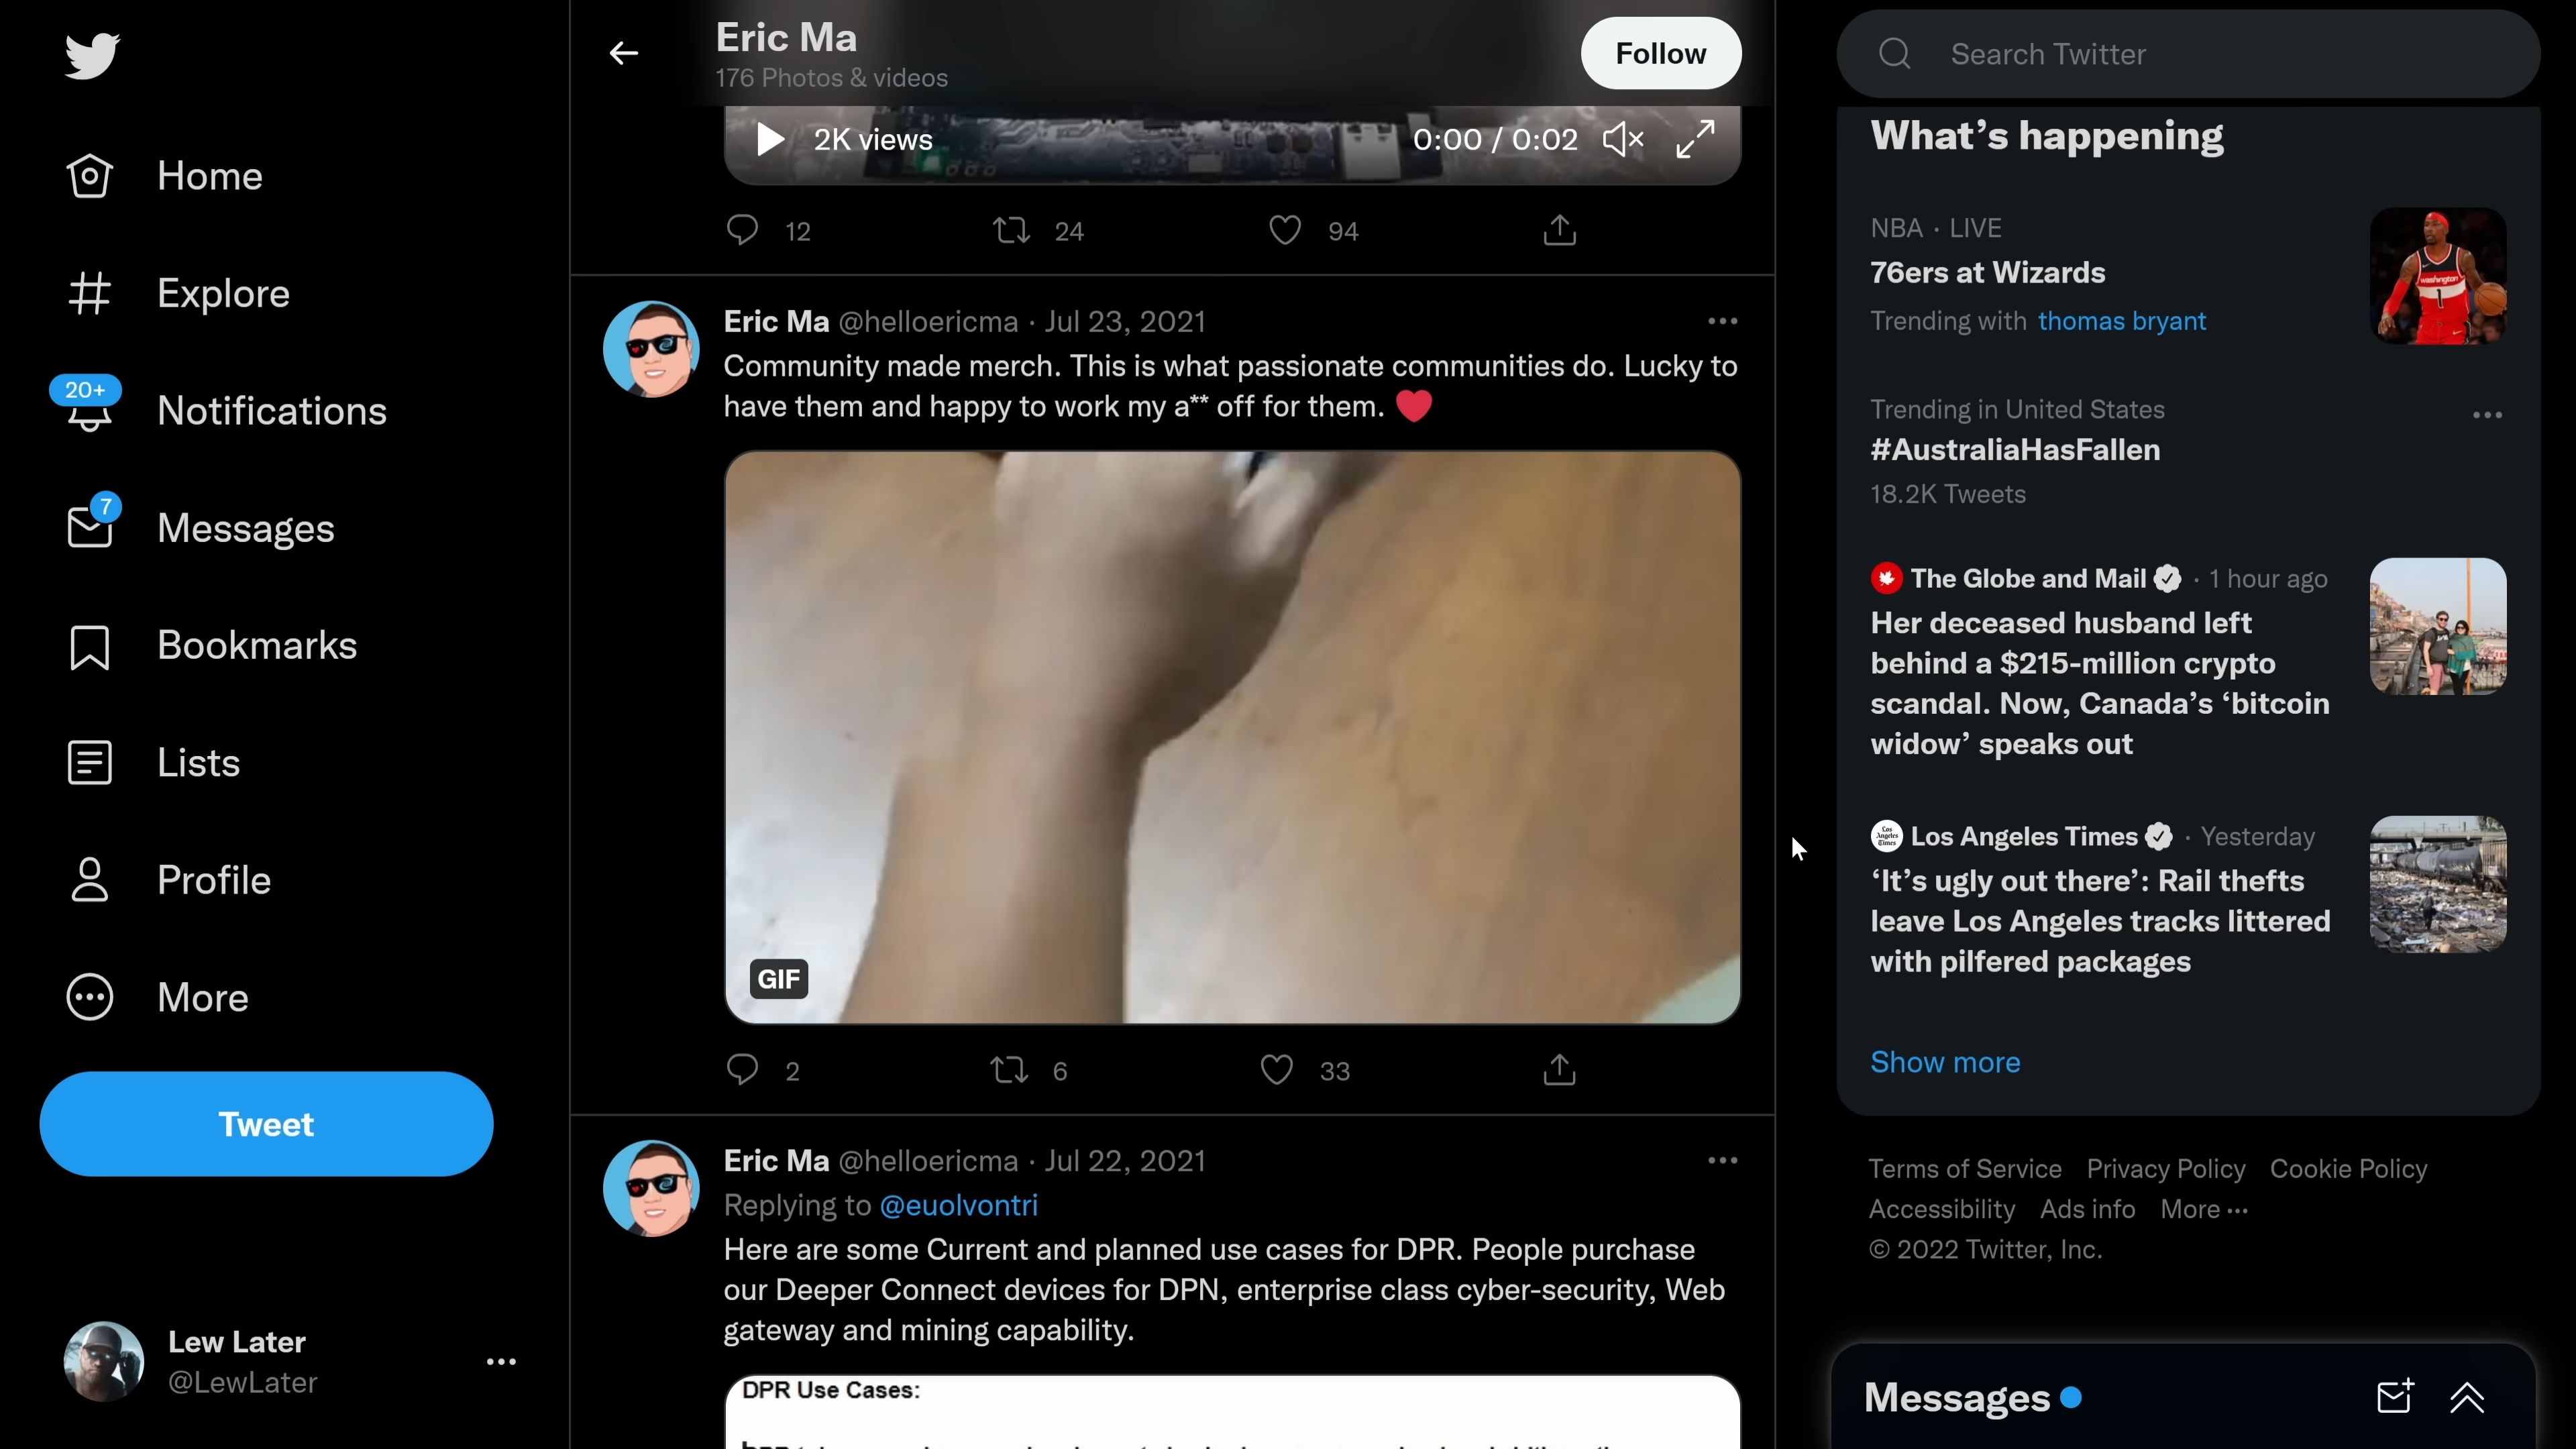 Home
Explore
20+
Notifications
7
Messages
Bookmarks
Lists
Profile
More
Tweet
Lew Later
@LewLater
Eric Ma
176 Photos & videos
Follow
2K views
0:00 / 0:02
12
24
94
Eric Ma @helloericma · Jul 23, 2021
Community made merch. This is what passionate communities do. Lucky to
have them and happy to work my a** off for them. ❤️
GIF
2
6
33
Eric Ma @helloericma · Jul 22, 2021
Replying to @euolvontri
Here are some Current and planned use cases for DPR. People purchase
our Deeper Connect devices for DPN, enterprise class cyber-security, Web
gateway and mining capability.
DPR Use Cases:
Search Twitter
What’s happening
NBA · LIVE
76ers at Wizards
Trending with thomas bryant
Trending in United States
#AustraliaHasFallen
18.2K Tweets
The Globe and Mail · 1 hour ago
Her deceased husband left
behind a $215-million crypto
scandal. Now, Canada’s ‘bitcoin
widow’ speaks out
Los Angeles Times · Yesterday
‘It’s ugly out there’: Rail thefts
leave Los Angeles tracks littered
with pilfered packages
Show more
Terms of Service Privacy Policy Cookie Policy
Accessibility Ads info More ···
© 2022 Twitter, Inc.
Messages